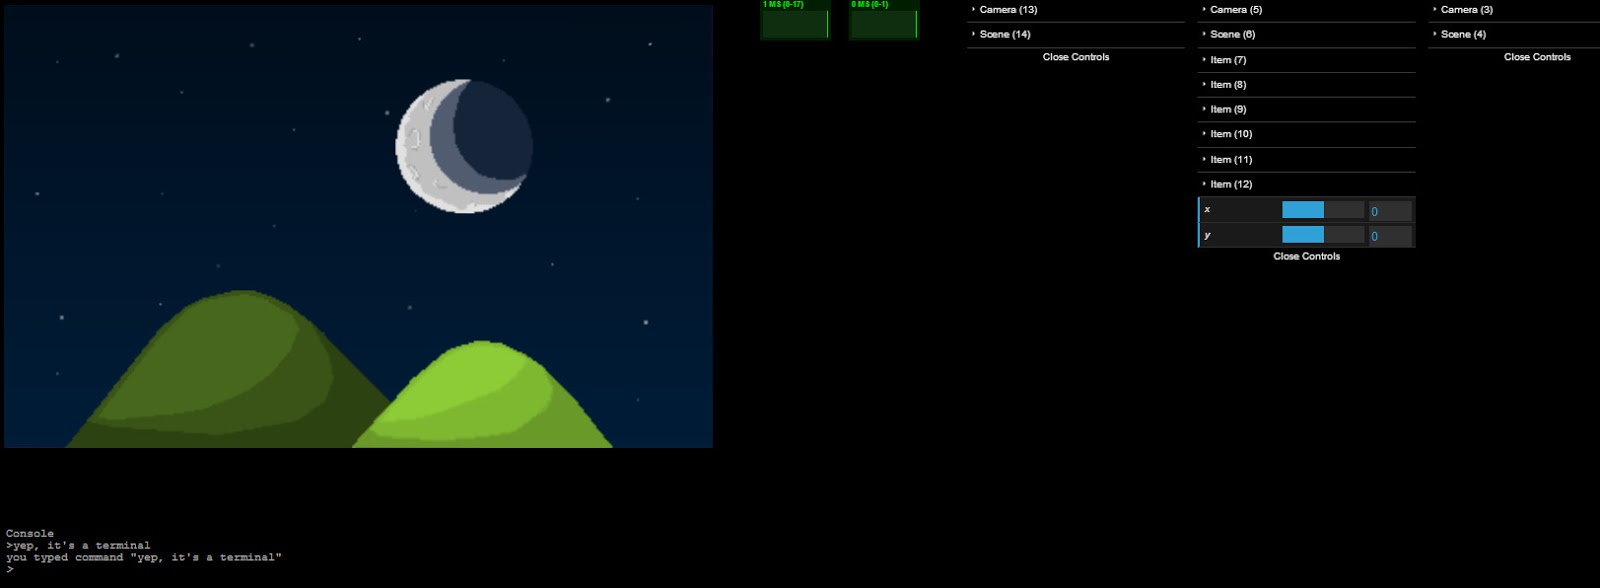 1 MS (0-17)
0 MS (0-1)
Camera (13)
Scene (14)
Close Controls
Camera (5)
Scene (6)
Item (7)
Item (8)
Item (9)
Item (10)
Item (11)
Item (12)
x 0
y 0
Close Controls
Camera (3)
Scene (4)
Close Controls
Console
>yep, it's a terminal
you typed command "yep, it's a terminal"
>